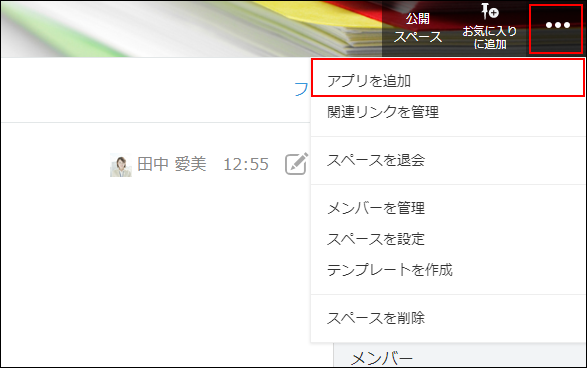 公開
スペース
お気に入り
に追加
アプリを追加
フ
関連リンクを管理
スペースを退会
田中 愛美 12:55
メンバーを管理
スペースを設定
テンプレートを作成
スペースを削除
メンバー